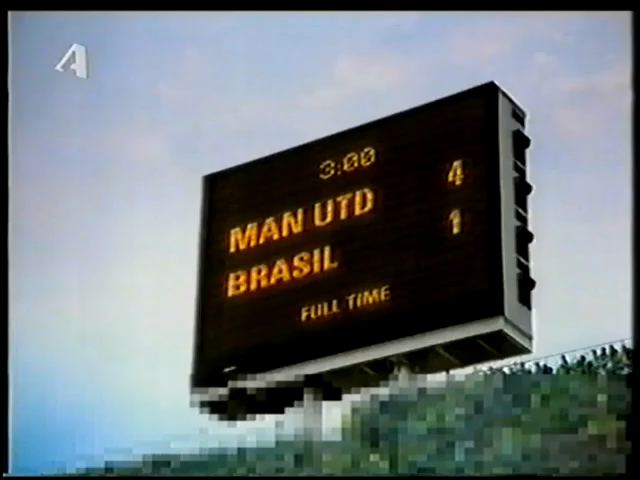 A
3:00
MAN UTD 4
BRASIL 1
FULL TIME